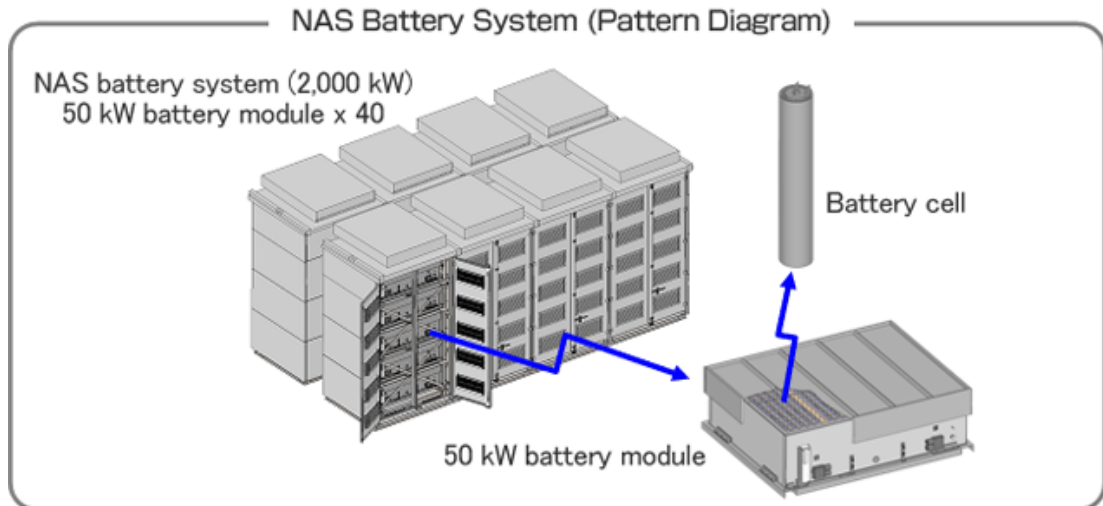 NAS Battery System (Pattern Diagram)
NAS battery system (2,000 kW)
50 kW battery module x 40
Battery cell
50 kW battery module